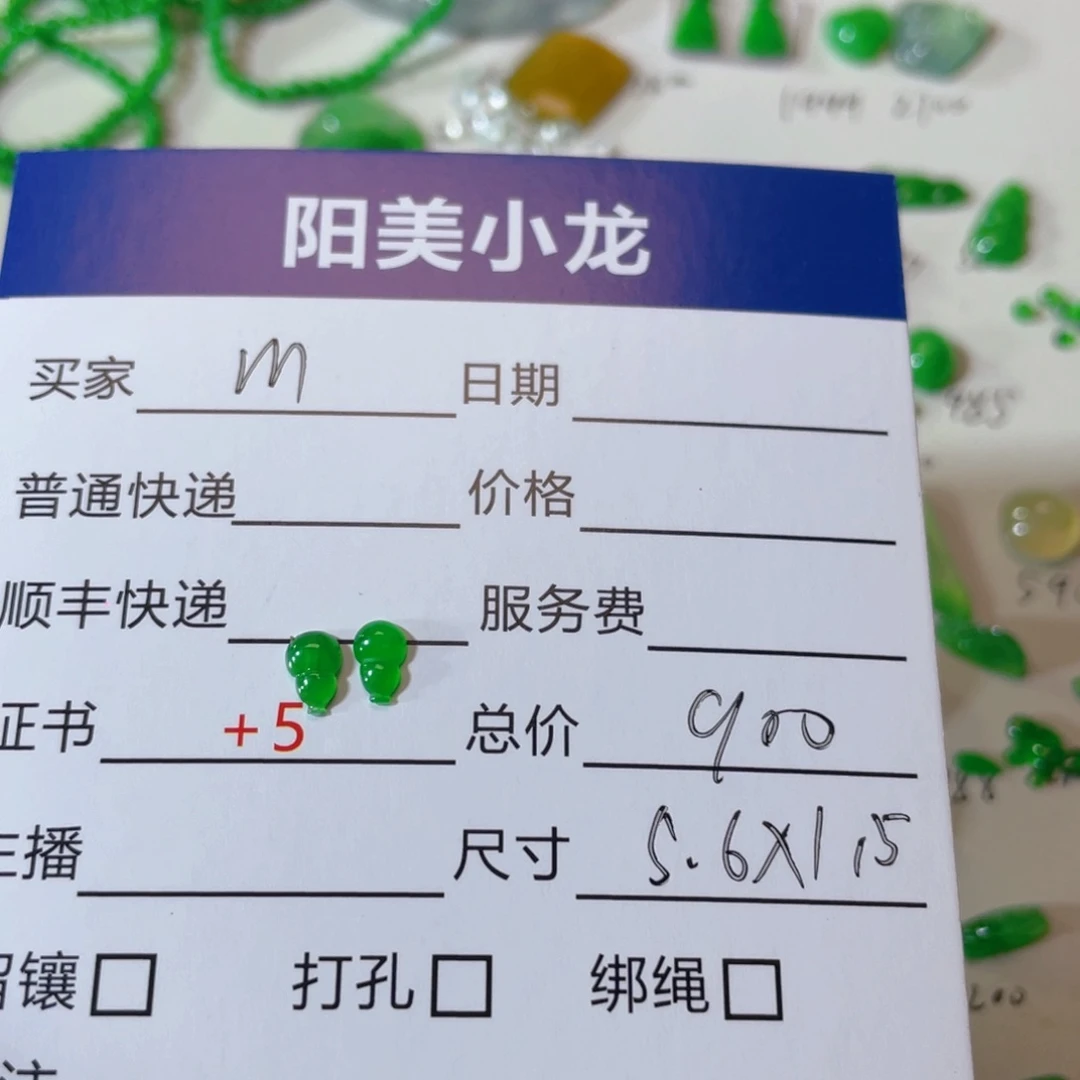 阳美小龙
买家 m 日期
普通快递 价格
顺丰快递 服务费
证书 +5 总价 900
主播 尺寸 5.6X1.5
镶 打孔 绑绳
985